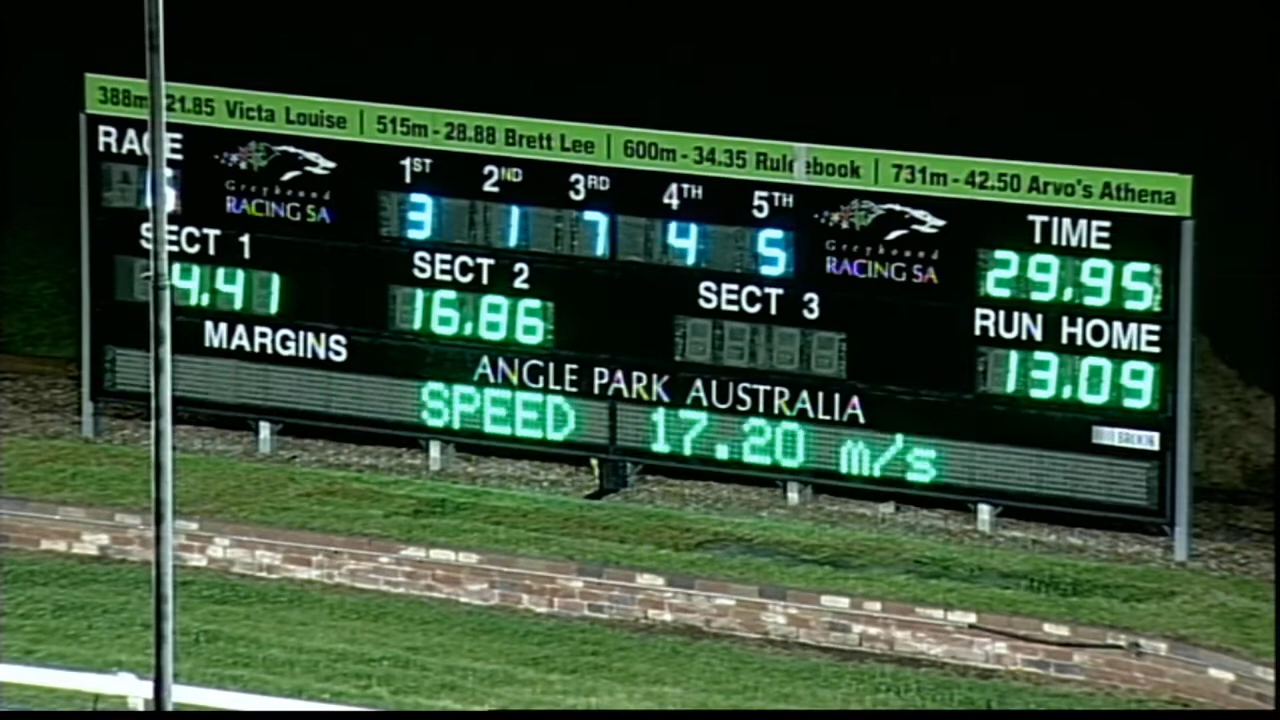 388m 21.85 Victa Louise | 515m - 28.88 Brett Lee | 600m - 34.35 Rulebook | 731m - 42.50 Arvo's Athena
RACE
Greyhound
RACING SA
1ST 2ND 3RD 4TH 5TH
3 1 7 4 5
Greyhound
RACING SA
TIME
29.95
SECT 1
4.41
SECT 2
16.86
SECT 3
RUN HOME
13.09
MARGINS
ANGLE PARK AUSTRALIA
SPEED 17.20 m/s